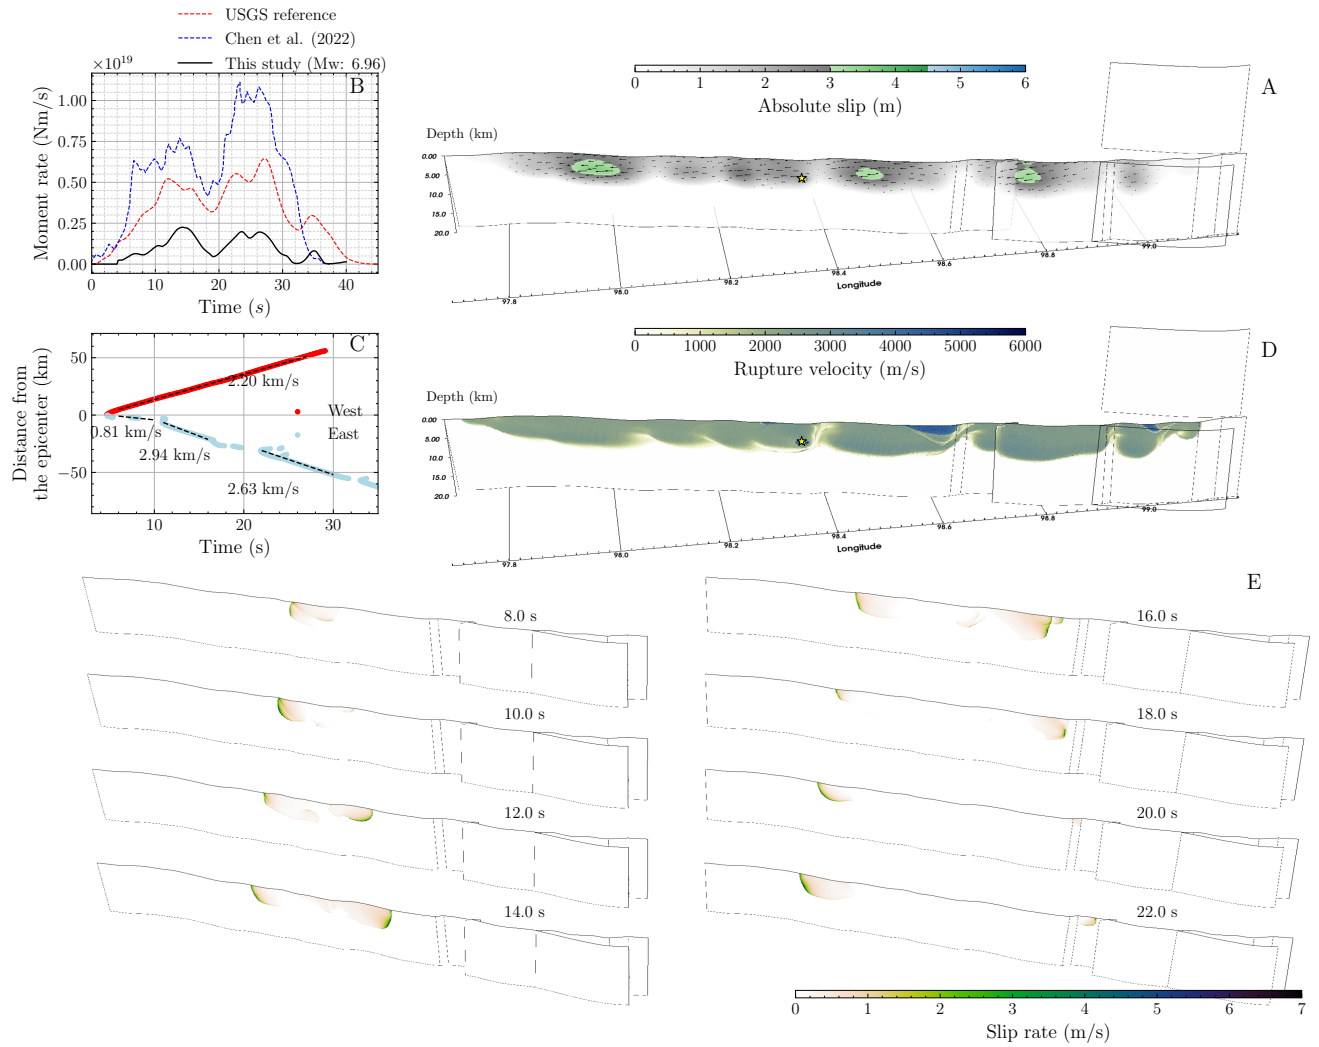 USGS reference
Chen et al. (2022)
This study (Mw: 6.96)
×10¹⁹
B
1.00
0.75
0.50
0.25
0.00
Moment rate (Nm/s)
0 10 20 30 40
Time (s)
A
0 1 2 3 4 5 6
Absolute slip (m)
Depth (km)
0.00
5.00
10.0
15.0
20.0
97.8 98.0 98.2 98.4 98.6 98.8 99.0
Longitude
C
50
0
−50
Distance from
the epicenter (km)
2.20 km/s
West
East
0.81 km/s
2.94 km/s
2.63 km/s
10 20 30
Time (s)
D
0 1000 2000 3000 4000 5000 6000
Rupture velocity (m/s)
Depth (km)
0.00
5.00
10.0
15.0
20.0
97.8 98.0 98.2 98.4 98.6 98.8 99.0
Longitude
E
8.0 s
10.0 s
12.0 s
14.0 s
16.0 s
18.0 s
20.0 s
22.0 s
0 1 2 3 4 5 6 7
Slip rate (m/s)